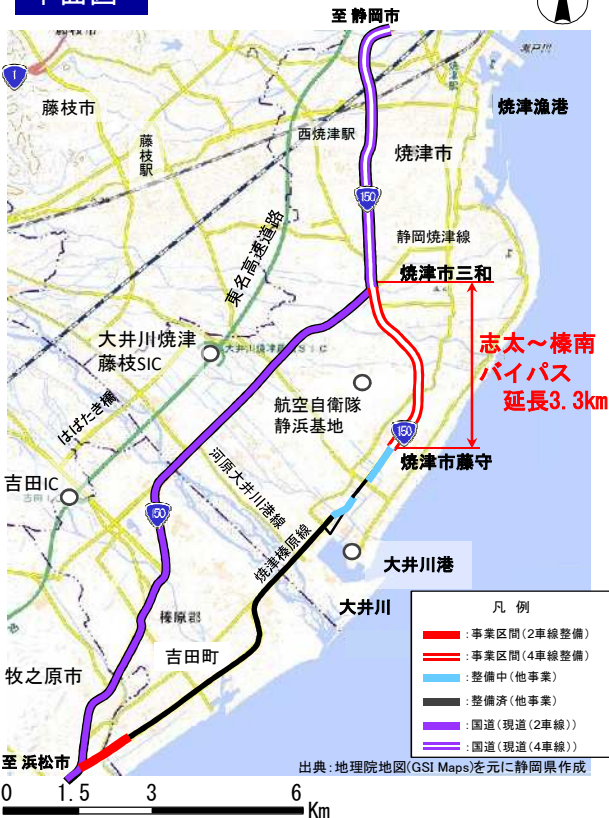 平面図
至 静岡市
瀬戸川
1
焼津漁港
藤枝市
藤枝駅
西焼津駅
焼津市
150
東名高速道路
静岡焼津線
焼津市三和
大井川焼津
藤枝SIC
志太～榛南
バイパス
延長3.3km
航空自衛隊
静浜基地
はばたき橋
150
焼津市藤守
吉田IC
河原大井川港線
150
焼津榛原線
大井川港
大井川
榛原郡
吉田町
牧之原市
凡 例
:事業区間(2車線整備)
:事業区間(4車線整備)
:整備中(他事業)
:整備済(他事業)
:国道(現道(2車線))
:国道(現道(4車線))
至 浜松市
出典:地理院地図(GSI Maps)を元に静岡県作成
0 1.5 3 6 Km